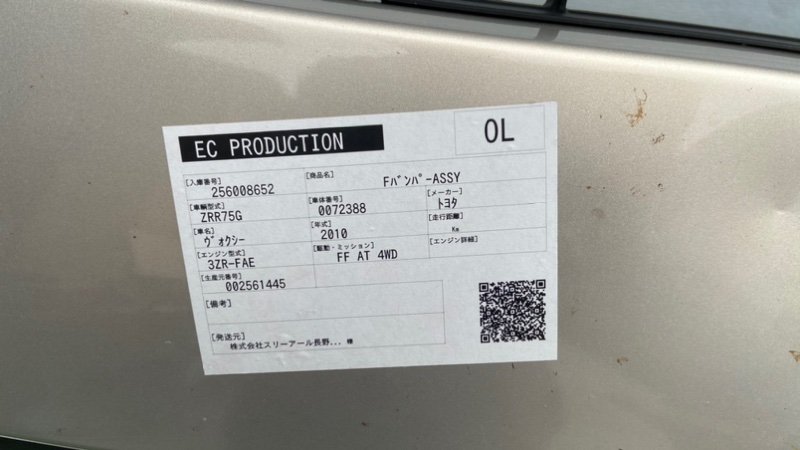 EC PRODUCTION
OL
[入庫番号]
256008652
[商品名]
FﾊﾞﾝﾊﾟｰASSY
[車輌型式]
ZRR75G
[車体番号]
0072388
[メーカー]
ﾄﾖﾀ
[車名]
ｳﾞｫｸｼｰ
[年式]
2010
[走行距離]
Km
[エンジン型式]
3ZR-FAE
[駆動・ミッション]
FF AT 4WD
[エンジン詳細]
[生産元番号]
002561445
[備考]
[発送元]
株式会社スリーアール長野... 様